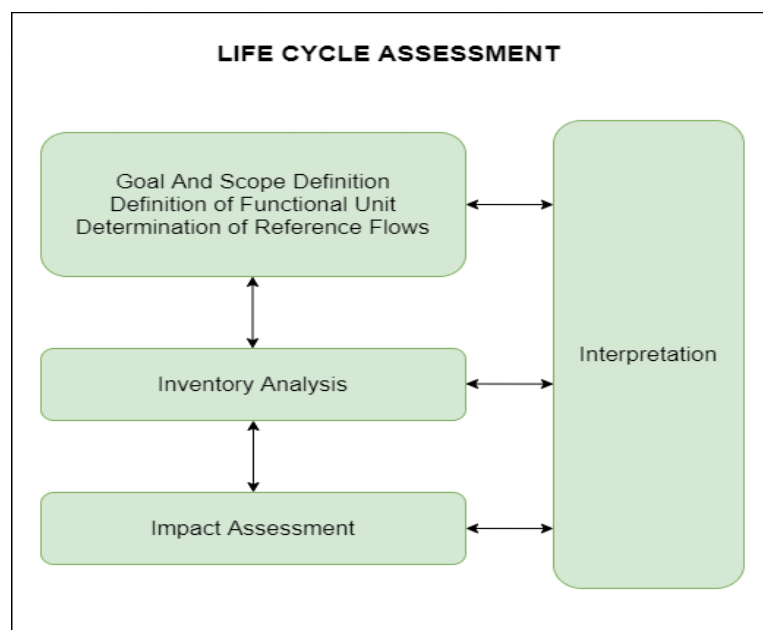 LIFE CYCLE ASSESSMENT
Goal And Scope Definition
Definition of Functional Unit
Determination of Reference Flows
Interpretation
Inventory Analysis
Impact Assessment